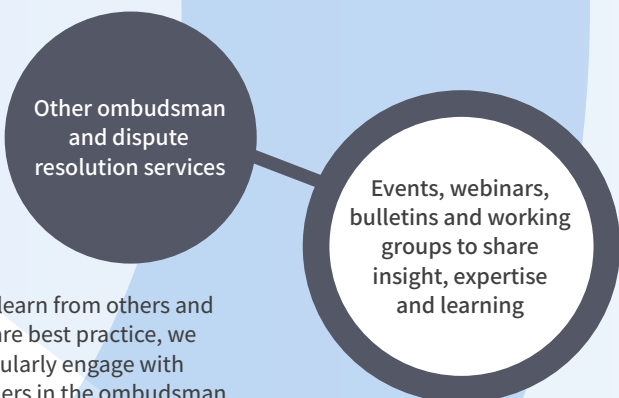 Other ombudsman
and dispute
resolution services
Events, webinars,
bulletins and working
groups to share
insight, expertise
and learning
learn from others and
best practice, we
engage with
in the ombudsman